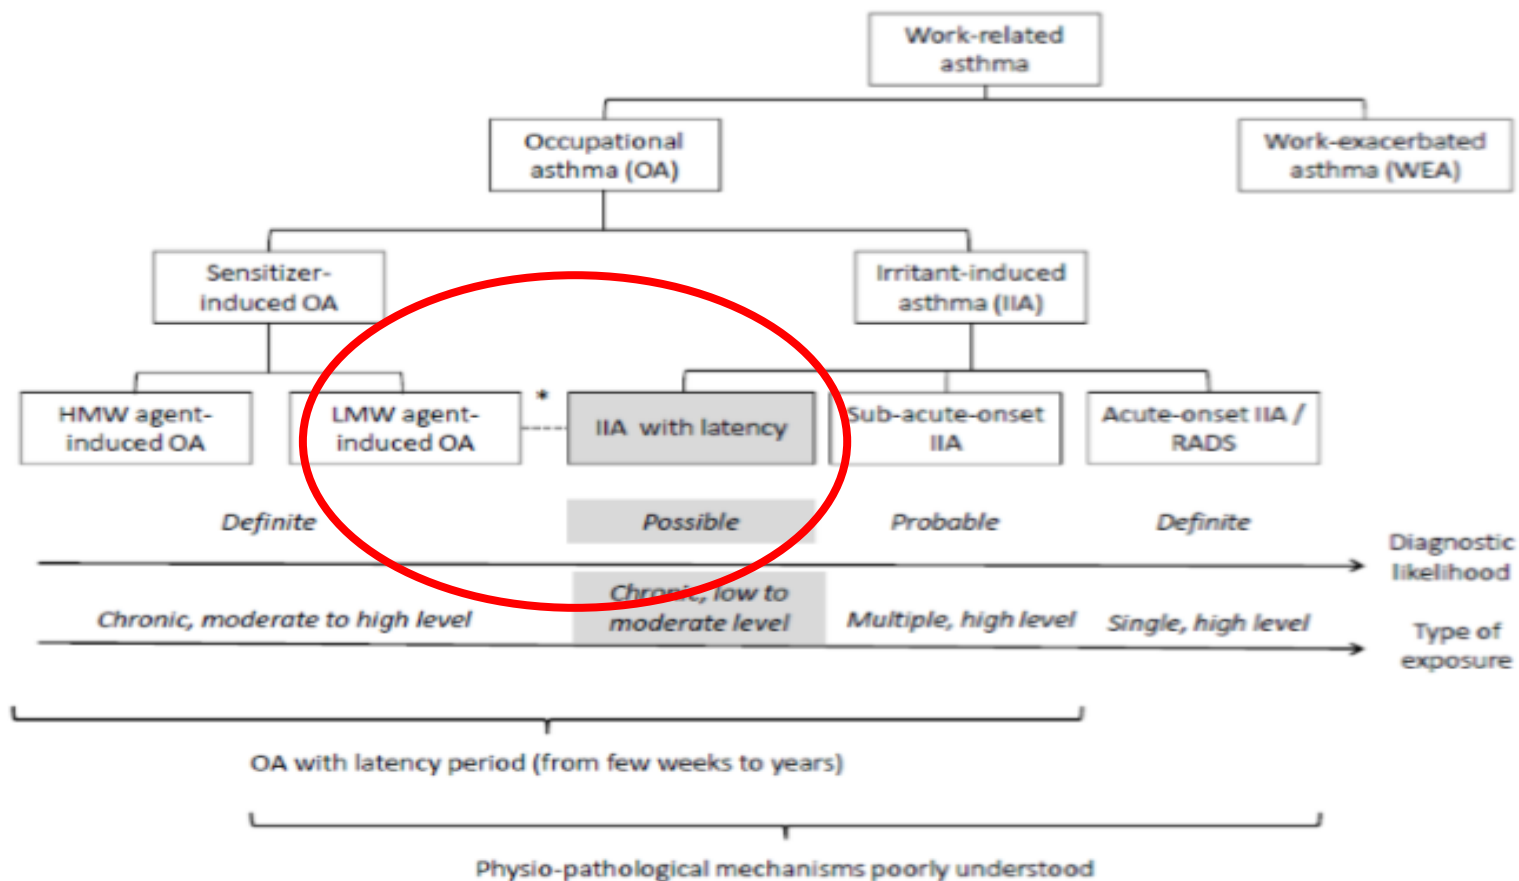 Work-related
asthma
Occupational
asthma (OA)
Work-exacerbated
asthma (WEA)
Sensitizer-
induced OA
Irritant-induced
asthma (IIA)
HMW agent-
induced OA
LMW agent-
induced OA
*
IIA with latency
Sub-acute-onset
IIA
Acute-onset IIA /
RADS
Definite
Possible
Probable
Definite
Diagnostic
likelihood
Chronic, moderate to high level
Chronic, low to
moderate level
Multiple, high level
Single, high level
Type of
exposure
OA with latency period (from few weeks to years)
Physio-pathological mechanisms poorly understood